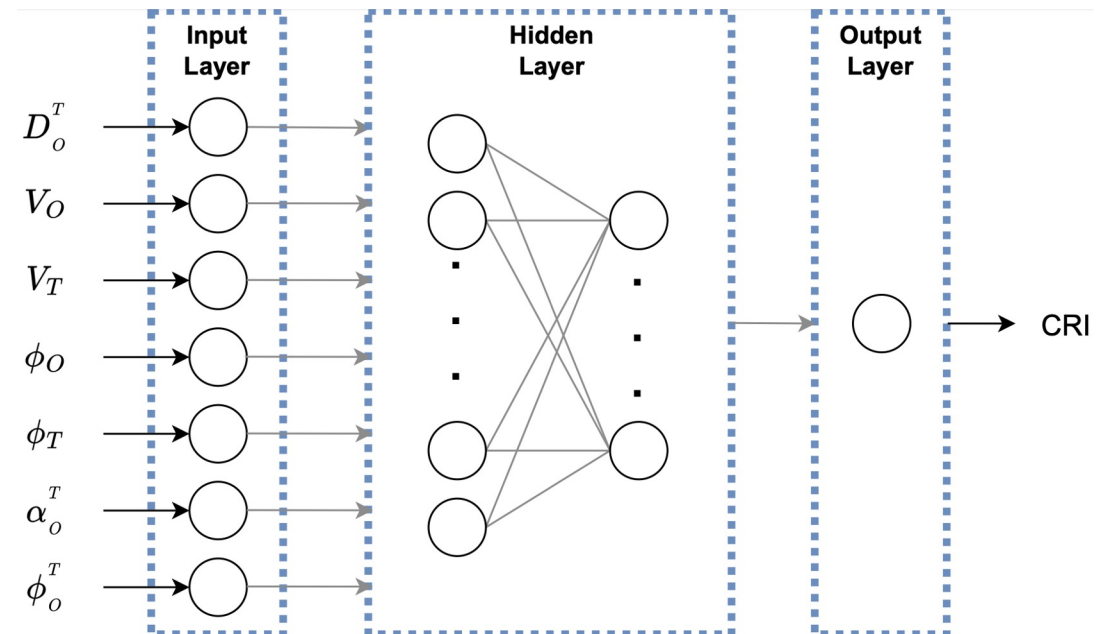 Input
Layer
Hidden
Layer
Output
Layer
D_O^T
V_O
V_T
ϕ_O
ϕ_T
α_O^T
ϕ_O^T
CRI